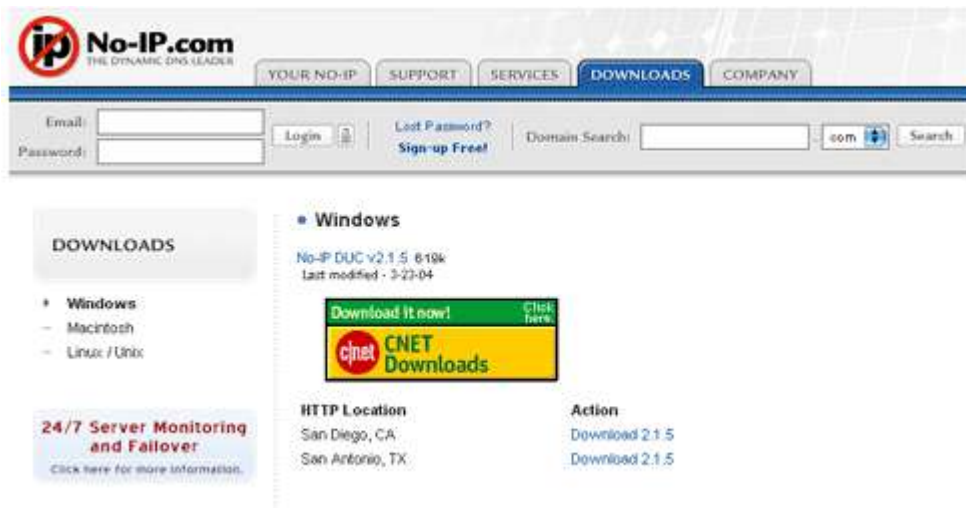 ip No-IP.com
THE DYNAMIC DNS LEADER
YOUR NO-IP SUPPORT SERVICES DOWNLOADS COMPANY
Email:
Password:
Login
Lost Password?
Sign-up Free!
Domain Search: . com Search
DOWNLOADS
Windows
Macintosh
Linux / Unix
24/7 Server Monitoring
and Failover
Click here for more information.
Windows
No-IP DUC v2.1.5 619k
Last modified - 3-23-04
Download it now! Click here.
c|net CNET
Downloads
HTTP Location Action
San Diego, CA Download 2.1.5
San Antonio, TX Download 2.1.5